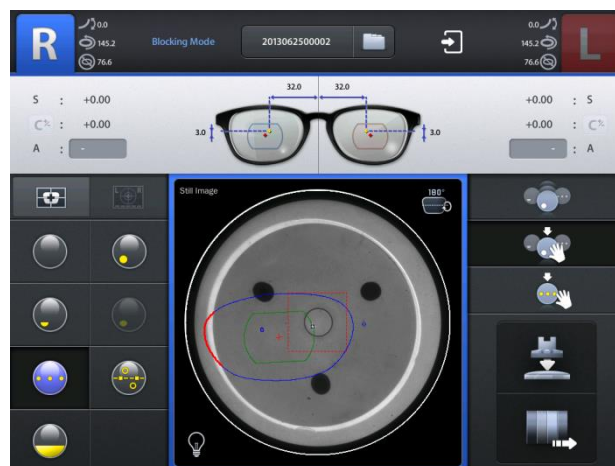 R
0.0
145.2
76.6
Blocking Mode
2013062500002
0.0
145.2
76.6
L
S : +0.00
: +0.00
A : -
32.0 32.0
3.0 3.0
+0.00 : S
+0.00 :
- : A
Still Image
180°